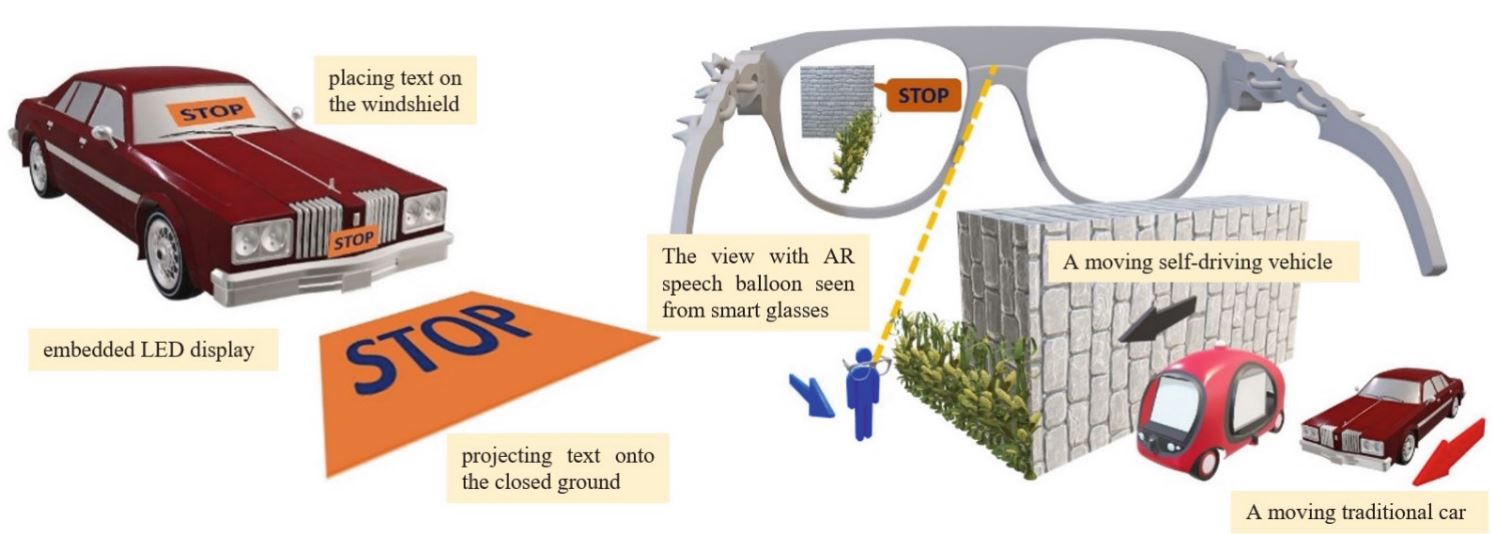 placing text on
the windshield
STOP
STOP
embedded LED display
STOP
projecting text onto
the closed ground
STOP
The view with AR
speech balloon seen
from smart glasses
A moving self-driving vehicle
A moving traditional car